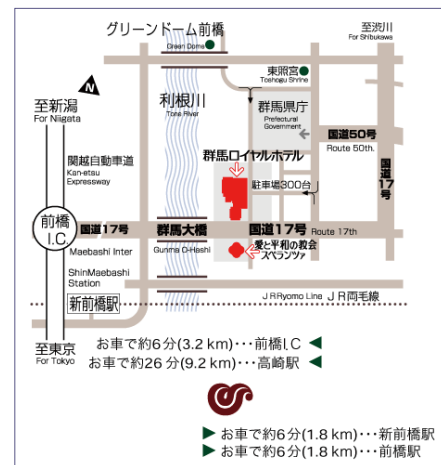 グリーンドーム前橋
Green Dome
至渋川
For Shibukawa
東照宮
Toshogu Shrine
N
至新潟
For Niigata
利根川
Tone River
群馬県庁
Prefectural
Government
国道50号
Route 50th.
関越自動車道
Kan-etsu
Expressway
群馬ロイヤルホテル
駐車場300台
国道17号
前橋
I.C.
国道17号
群馬大橋
国道17号
Route 17th
Maebashi Inter
Gunma O-Hashi
愛と平和の教会
スペランツァ
ShinMaebashi
Station
新前橋駅
J R Ryomo Line
J R 両毛線
至東京
For Tokyo
お車で約6分(3.2 km)･･･前橋I.C ◀
お車で約26分(9.2 km)･･･高崎駅 ◀
▶ お車で約6分(1.8 km)･･･新前橋駅
▶ お車で約6分(1.8 km)･･･前橋駅